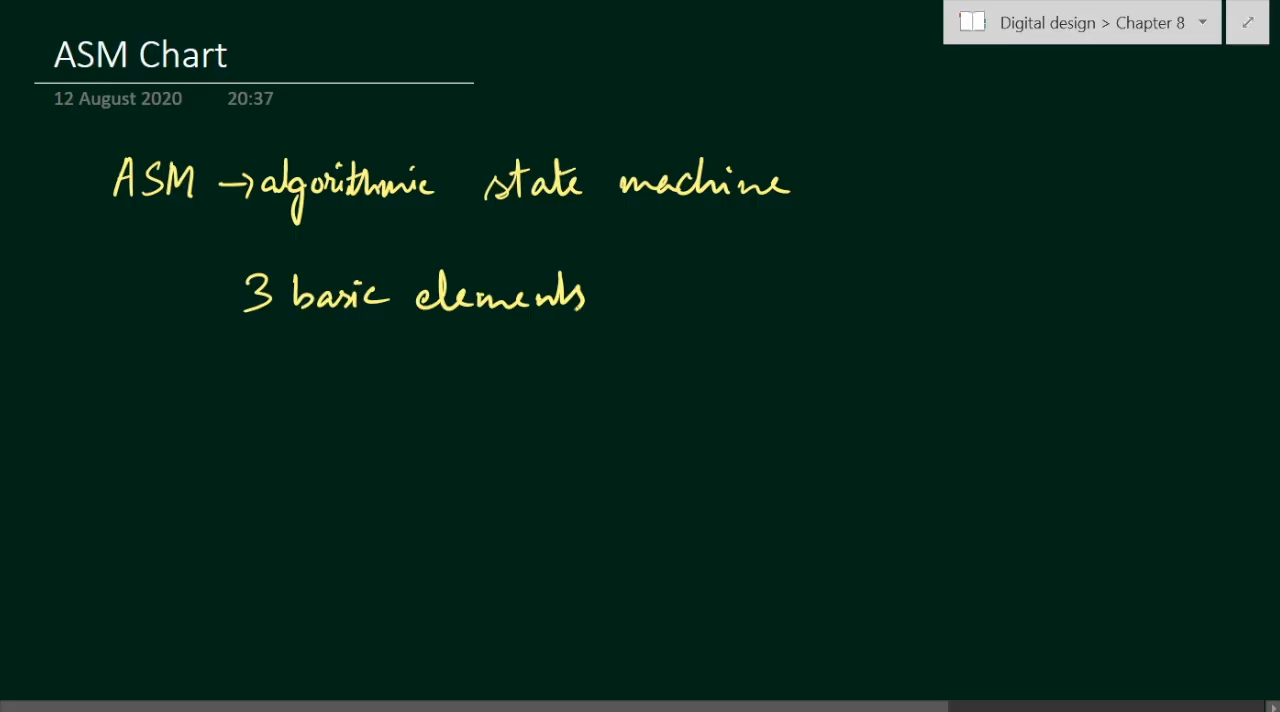 Digital design > Chapter 8
ASM Chart
12 August 2020 20:37
ASM → algorithmic state machine
3 basic elements